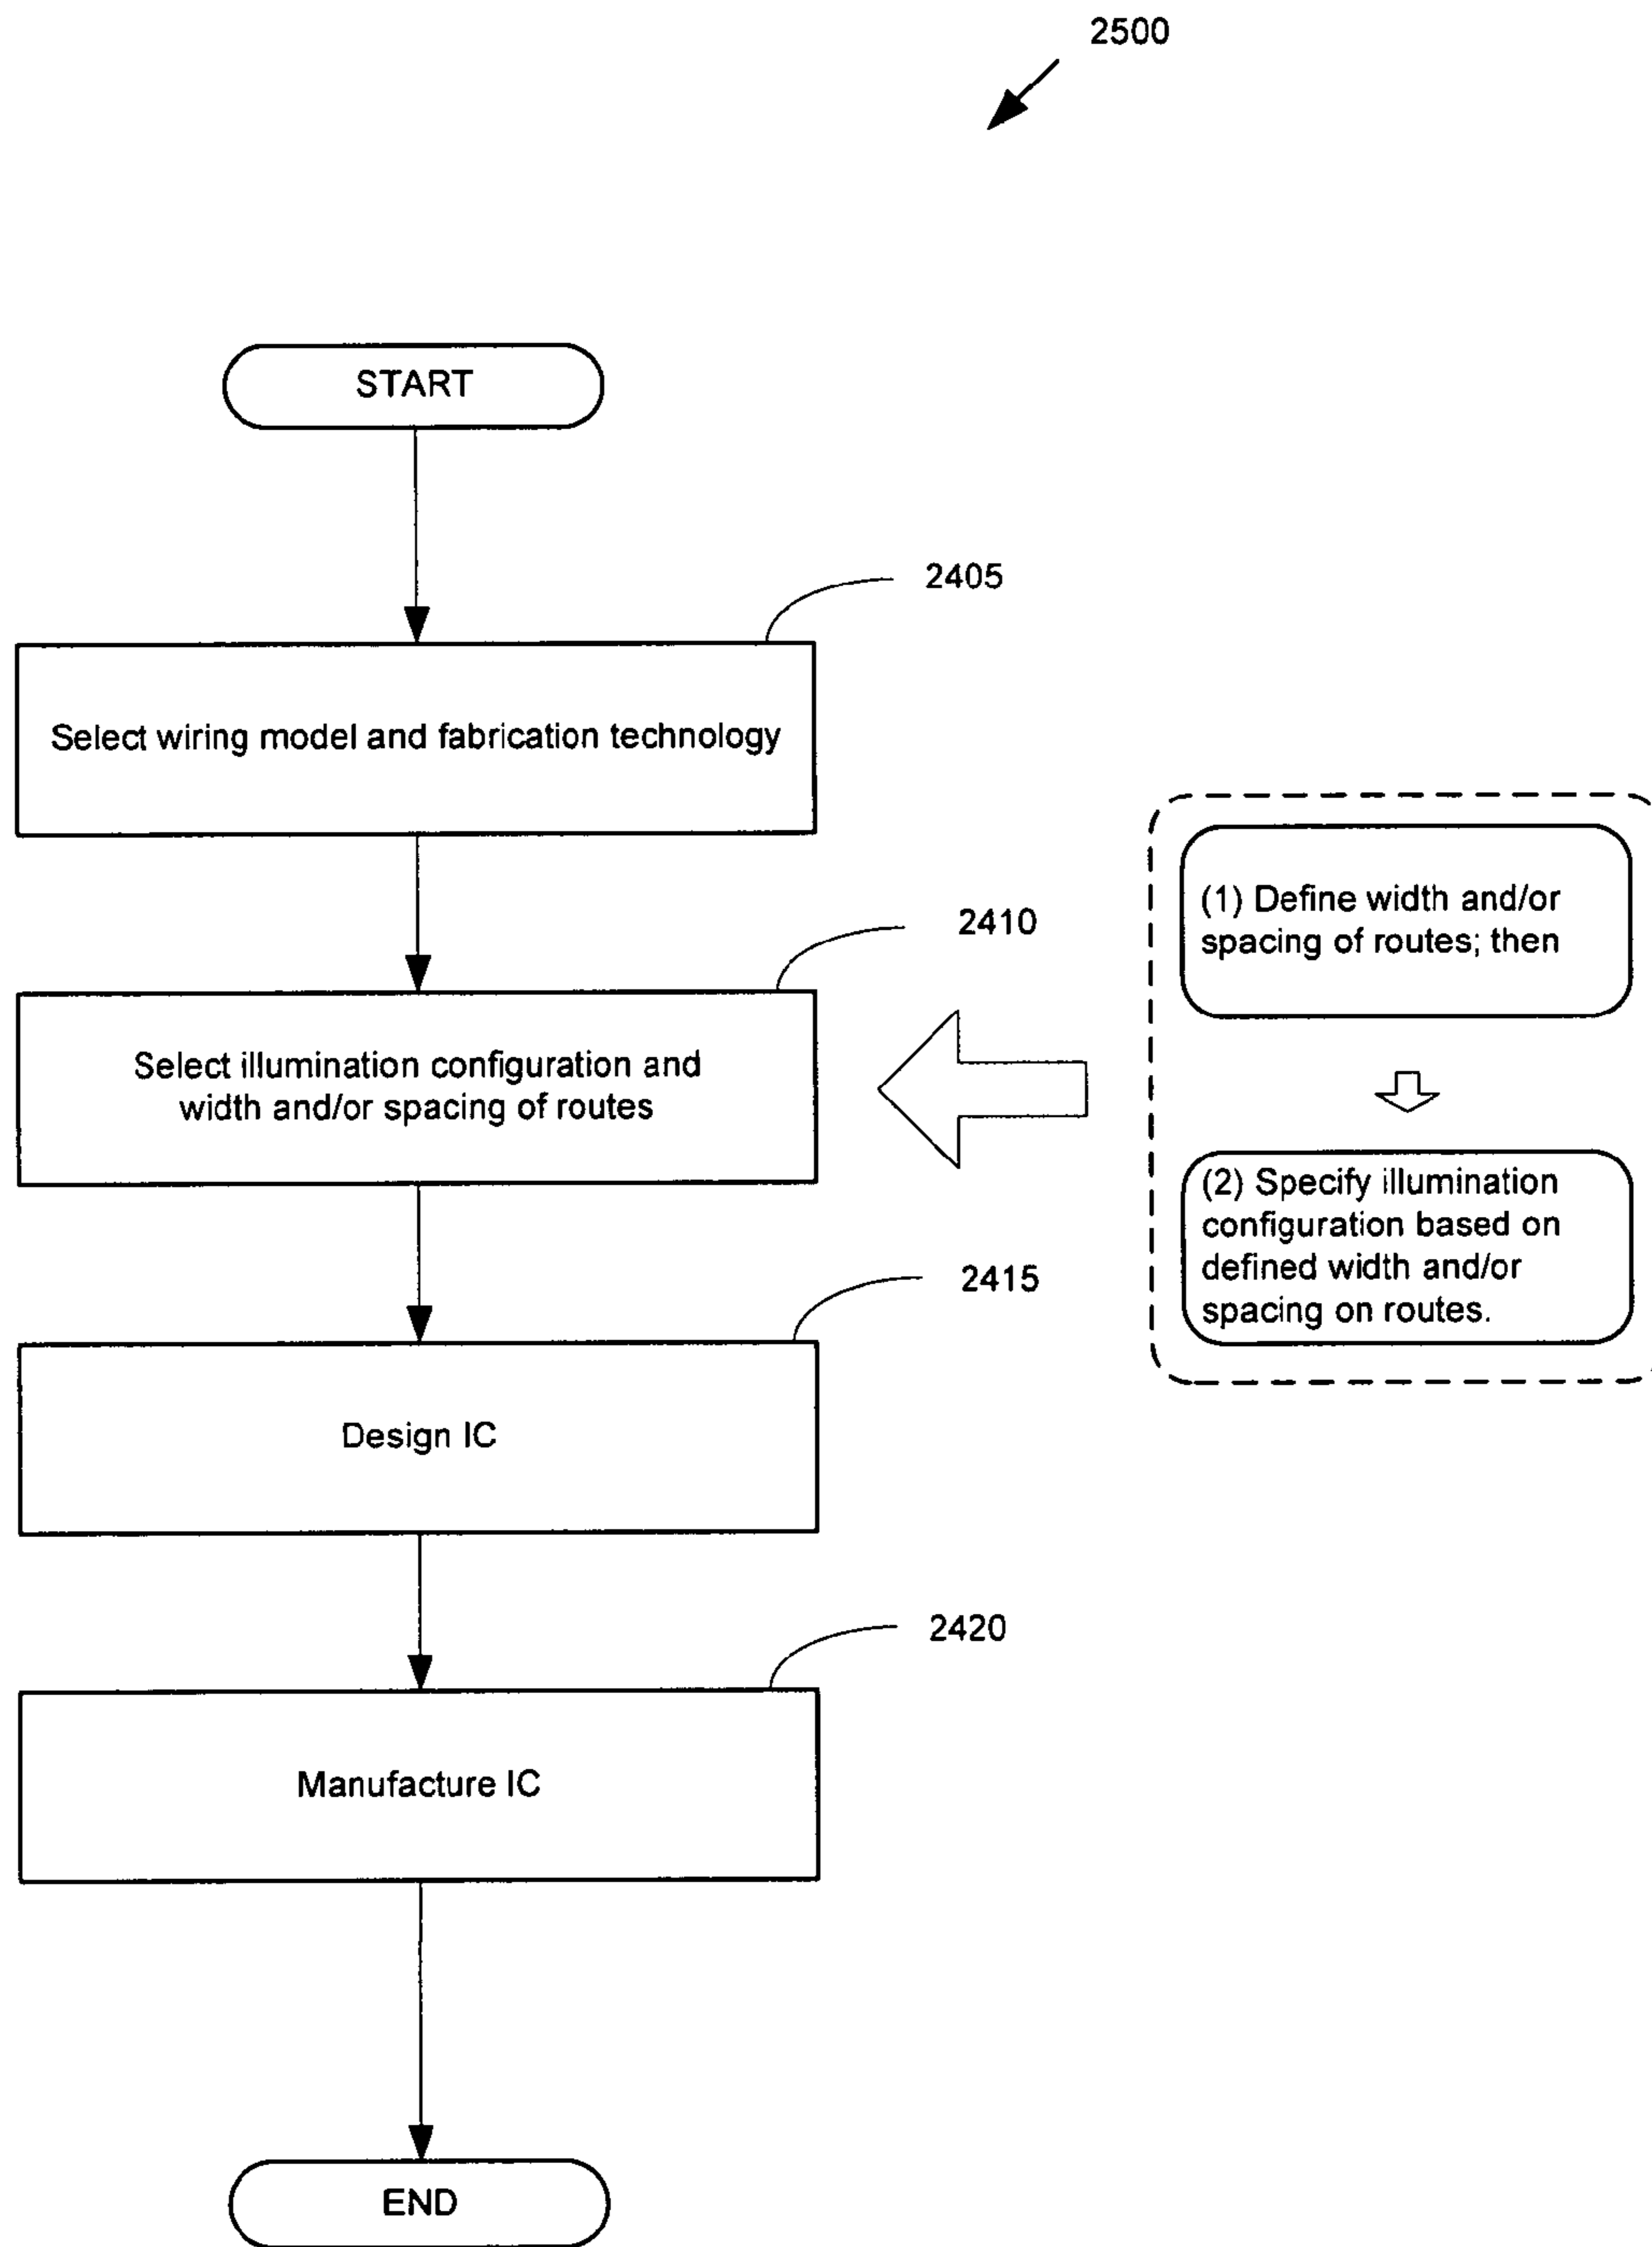 2500
START
2405
Select wiring model and fabrication technology
2410
Select illumination configuration and
width and/or spacing of routes
(1) Define width and/or
spacing of routes; then
(2) Specify illumination
configuration based on
defined width and/or
spacing on routes.
2415
Design IC
2420
Manufacture IC
END